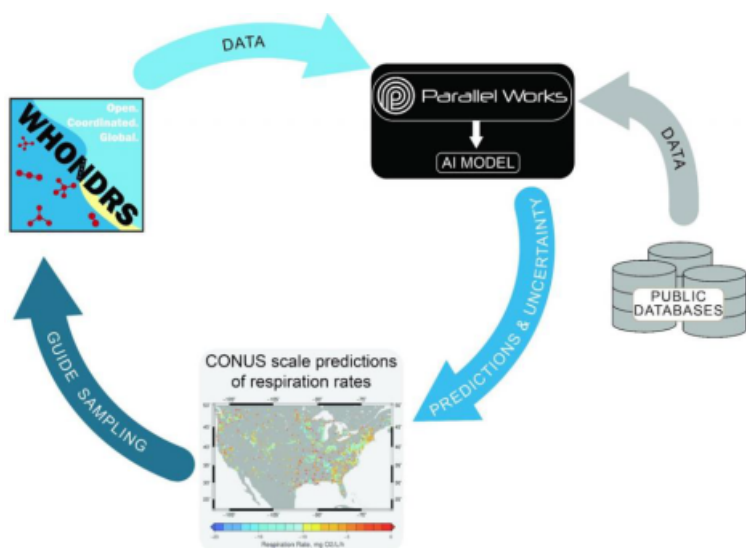 DATA
Parallel Works
AI MODEL
Open.
Coordinated.
Global.
WHONDRS
DATA
PREDICTIONS & UNCERTAINTY
PUBLIC
DATABASES
GUIDE SAMPLING
CONUS scale predictions
of respiration rates
Respiration Rate, mg O2/L/h